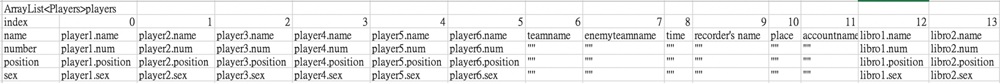 ArrayList<Players>players
index 0 1 2 3 4 5 6 7 8 9 10 11 12 13
name player1.name player2.name player3.name player4.name player5.name player6.name teamname enemyteamname time recorder's name place accountname libro1.name libro2.name
number player1.num player2.num player3.num player4.num player5.num player6.num "" "" "" "" "" "" libro1.num libro2.num
position player1.position player2.position player3.position player4.position player5.position player6.position "" "" "" "" "" "" libro1.position libro2.position
sex player1.sex player2.sex player3.sex player4.sex player5.sex player6.sex "" "" "" "" "" "" libro1.sex libro2.sex